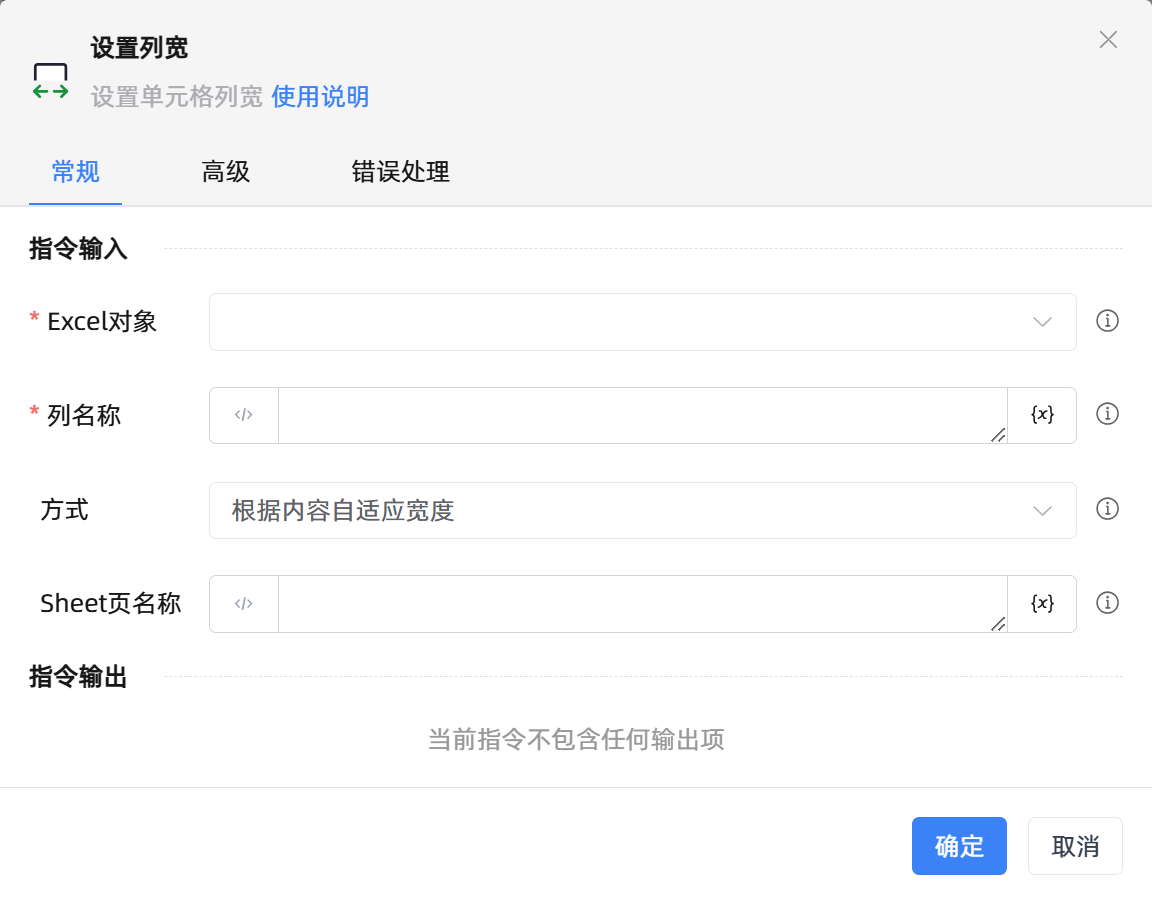 设置列宽
设置单元格列宽 使用说明
常规 高级 错误处理
指令输入
* Excel对象
* 列名称 </> {x}
方式 根据内容自适应宽度
Sheet页名称 </> {x}
指令输出
当前指令不包含任何输出项
确定 取消